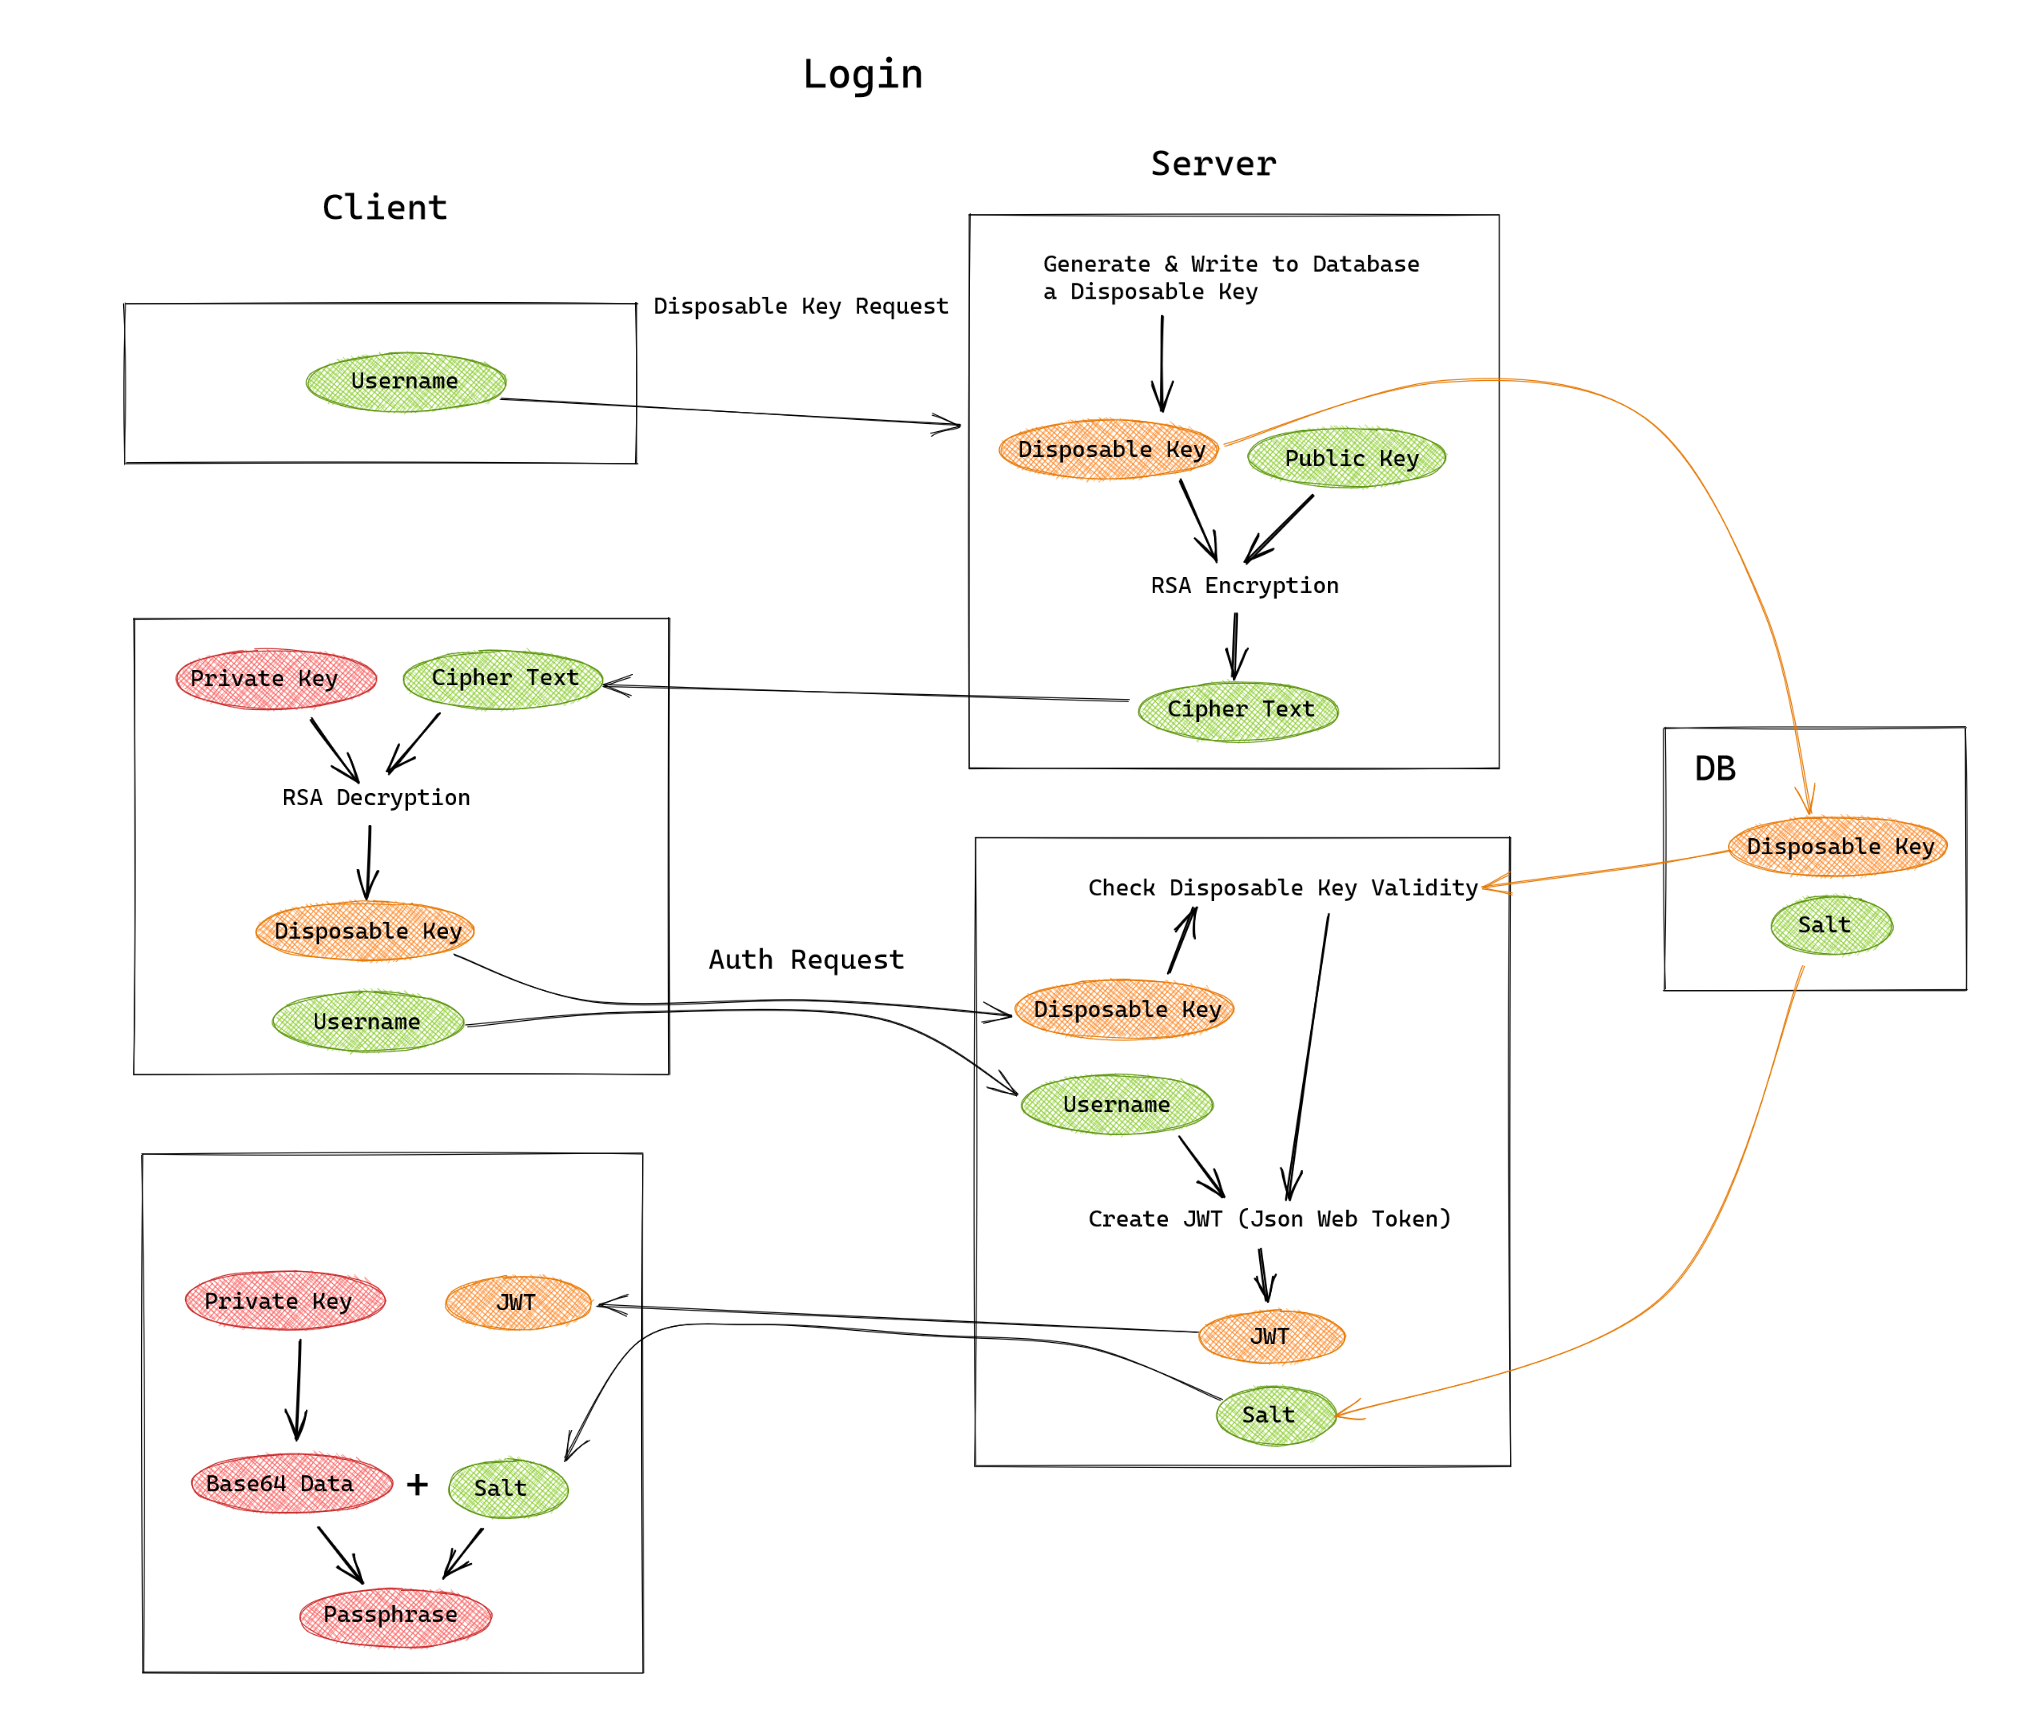 Login
Server
Client
Generate & Write to Database
a Disposable Key
Disposable Key Request
Username
Disposable Key
Public Key
RSA Encryption
Cipher Text
Private Key
Cipher Text
RSA Decryption
Disposable Key
Username
Auth Request
DB
Disposable Key
Salt
Check Disposable Key Validity
Disposable Key
Username
Create JWT (Json Web Token)
JWT
Salt
Private Key
JWT
Base64 Data + Salt
Passphrase